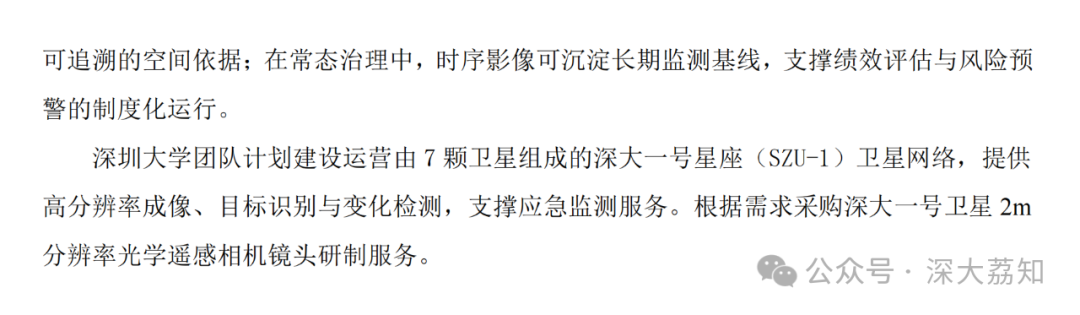 可追溯的空间依据；在常态治理中，时序影像可沉淀长期监测基线，支撑绩效评估与风险预
警的制度化运行。
深圳大学团队计划建设运营由 7 颗卫星组成的深大一号星座（SZU-1）卫星网络，提供
高分辨率成像、目标识别与变化检测，支撑应急监测服务。根据需求采购深大一号卫星 2m
分辨率光学遥感相机镜头研制服务。
公众号 · 深大荔知